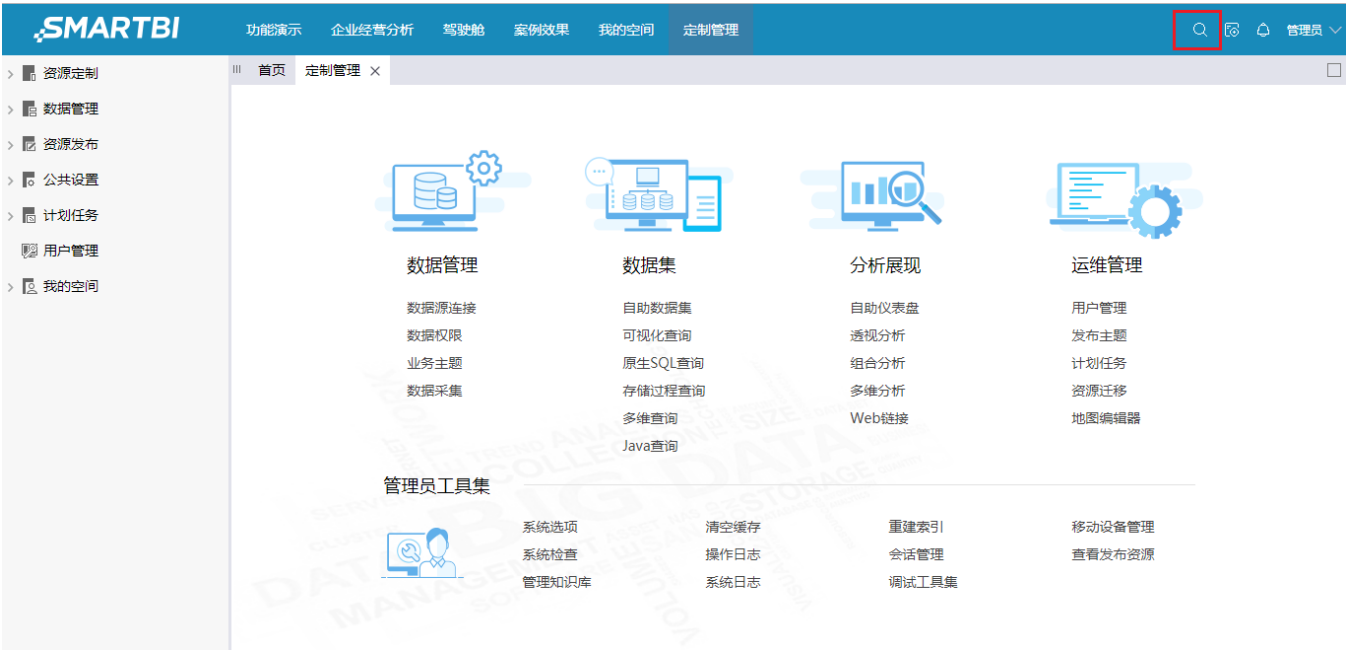 SMARTBI 功能演示 企业经营分析 驾驶舱 案例效果 我的空间 定制管理 管理员
资源定制
数据管理
资源发布
公共设置
计划任务
用户管理
我的空间
首页 定制管理
数据管理 数据集 分析展现 运维管理
数据源连接 自助数据集 自助仪表盘 用户管理
数据权限 可视化查询 透视分析 发布主题
业务主题 原生SQL查询 组合分析 计划任务
数据采集 存储过程查询 多维分析 资源迁移
多维查询 Web链接 地图编辑器
Java查询
管理员工具集
系统选项 清空缓存 重建索引 移动设备管理
系统检查 操作日志 会话管理 查看发布资源
管理知识库 系统日志 调试工具集
TREND
COLLECTION
SIZE
BIG DATA
STORAGE
DATA MANAGEMENT
VOLUME